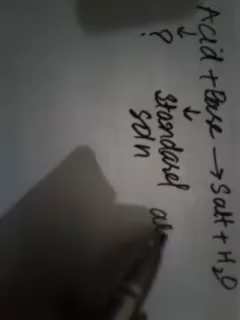 Acid + Base → Salt + H₂O
↓ ↓
? Standard
soln